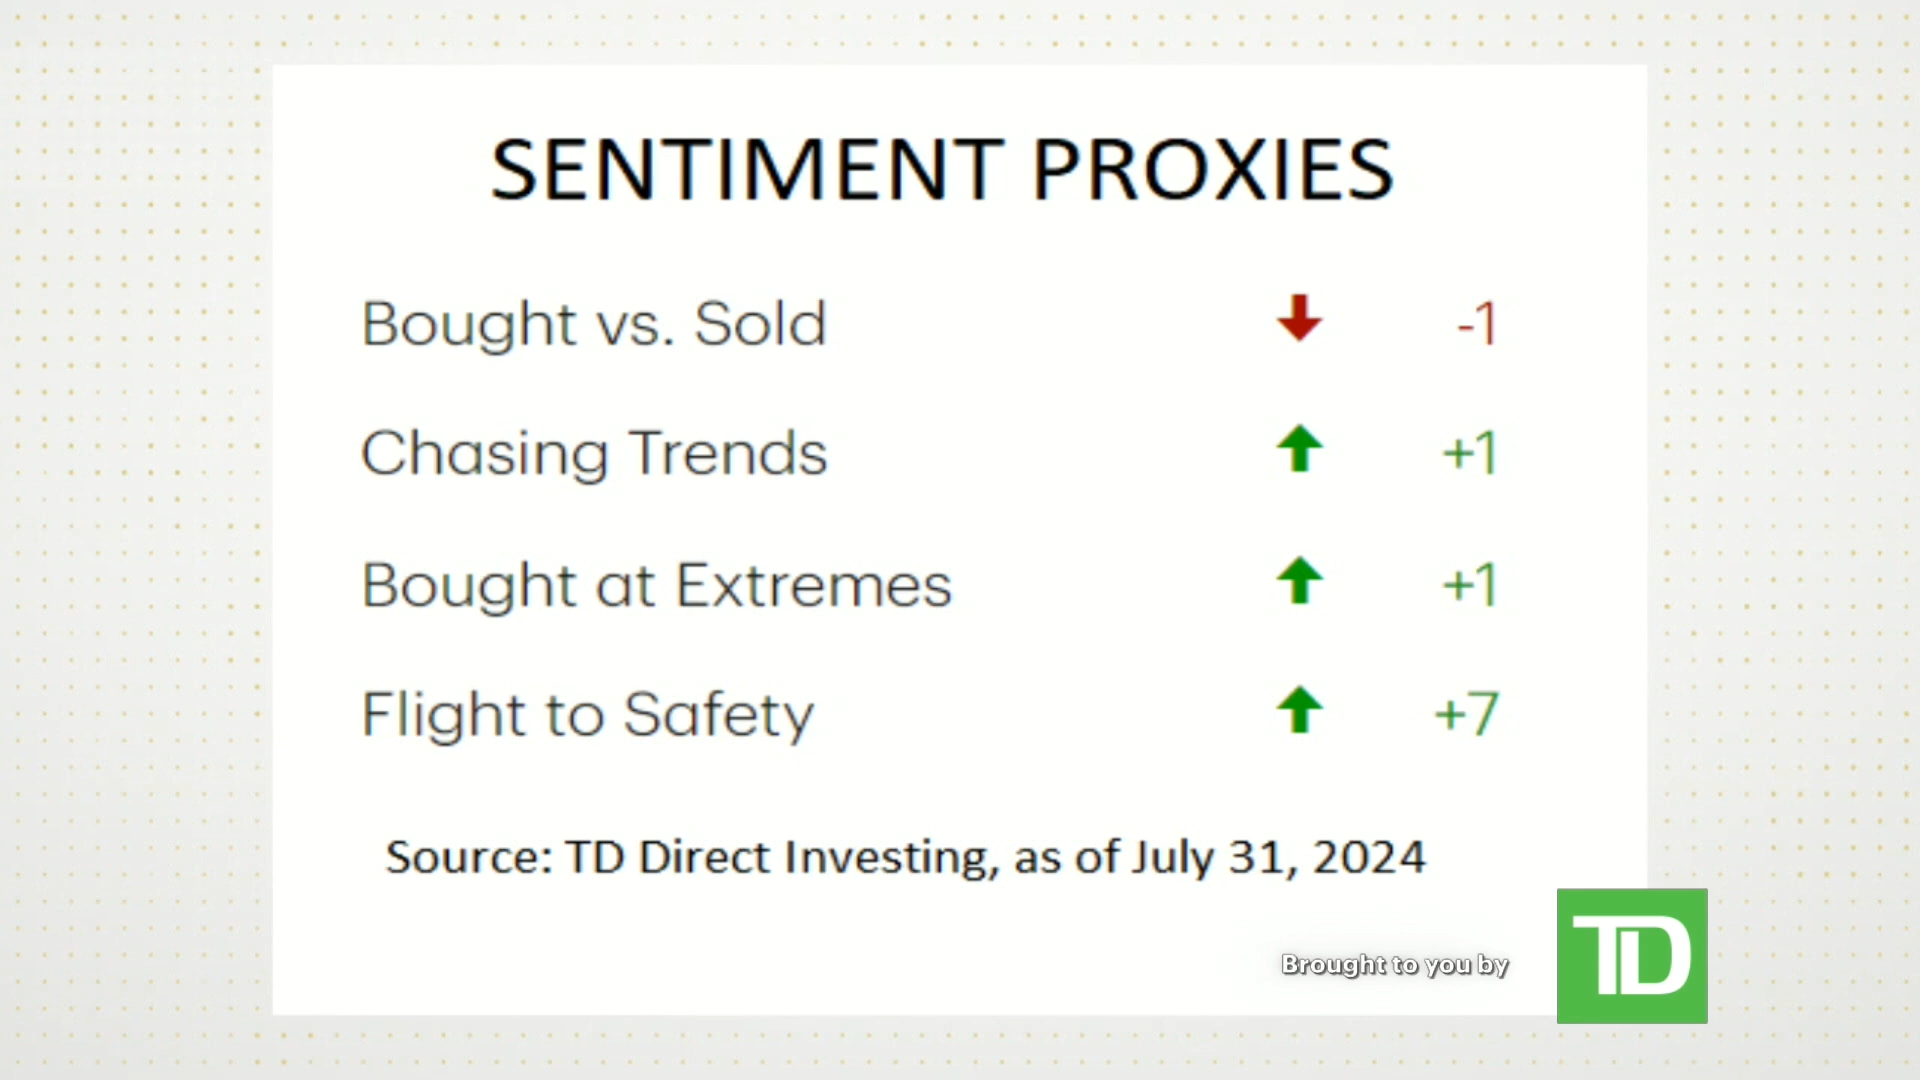 SENTIMENT PROXIES
Bought vs. Sold -1
Chasing Trends +1
Bought at Extremes +1
Flight to Safety +7
Source: TD Direct Investing, as of July 31, 2024
Brought to you by TD